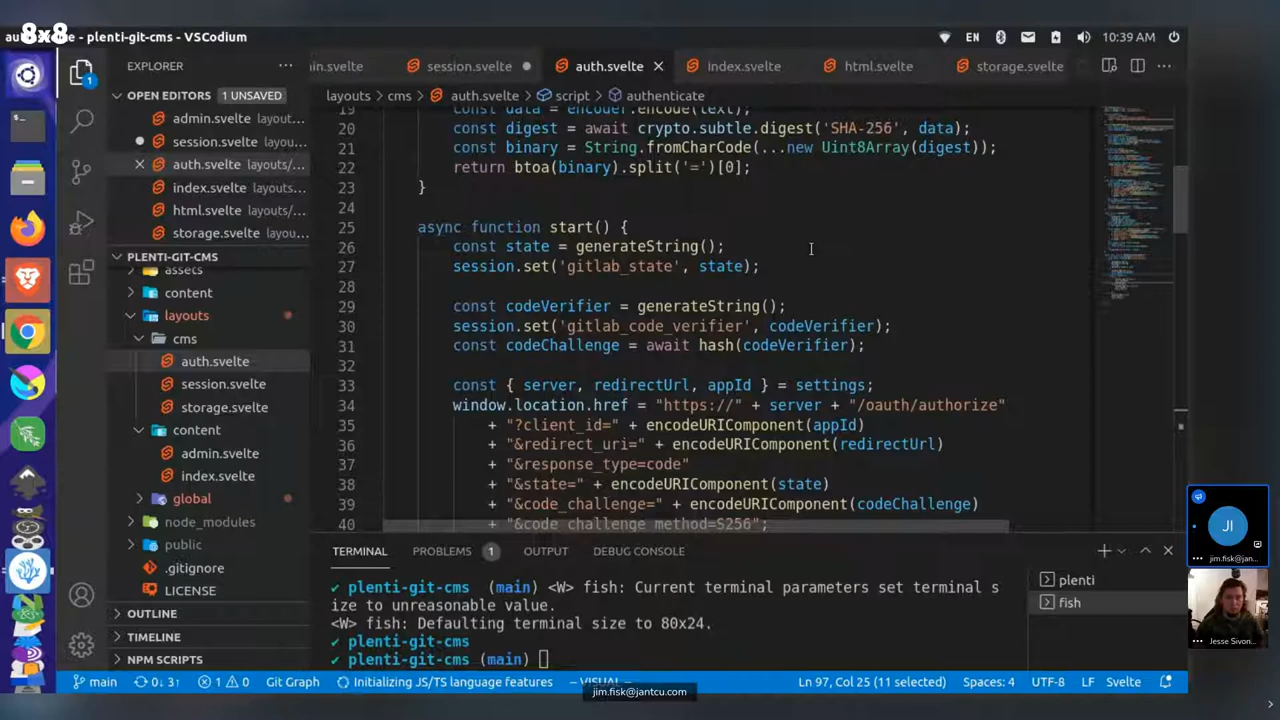 8x8
au
e - plenti-git-cms - VSCodium
EN
10:39 AM
EXPLORER
in.svelte
session.svelte
auth.svelte
index.svelte
html.svelte
storage.svelte
OPEN EDITORS
1 UNSAVED
layouts > cms > auth.svelte > script > authenticate
admin.svelte layout...
session.svelte layout...
auth.svelte layouts/...
index.svelte layouts...
html.svelte layouts/...
storage.svelte layou...
PLENTI-GIT-CMS
assets
content
layouts
cms
auth.svelte
session.svelte
storage.svelte
content
admin.svelte
index.svelte
global
node_modules
public
.gitignore
LICENSE
OUTLINE
TIMELINE
NPM SCRIPTS
19 const data = encoder.encode(text);
20 const digest = await crypto.subtle.digest('SHA-256', data);
21 const binary = String.fromCharCode(...new Uint8Array(digest));
22 return btoa(binary).split('=')[0];
23 }
24
25 async function start() {
26 const state = generateString();
27 session.set('gitlab_state', state);
28
29 const codeVerifier = generateString();
30 session.set('gitlab_code_verifier', codeVerifier);
31 const codeChallenge = await hash(codeVerifier);
32
33 const { server, redirectUrl, appId } = settings;
34 window.location.href = "https://" + server + "/oauth/authorize"
35 + "?client_id=" + encodeURIComponent(appId)
36 + "&redirect_uri=" + encodeURIComponent(redirectUrl)
37 + "&response_type=code"
38 + "&state=" + encodeURIComponent(state)
39 + "&code_challenge=" + encodeURIComponent(codeChallenge)
40 + "&code_challenge_method=S256";
TERMINAL
PROBLEMS 1
OUTPUT
DEBUG CONSOLE
✔ plenti-git-cms (main) <W> fish: Current terminal parameters set terminal s
ize to unreasonable value.
<W> fish: Defaulting terminal size to 80x24.
✔ plenti-git-cms
✔ plenti-git-cms (main)
plenti
fish
JI
jim.fisk@jan...
Jesse Sivon...
main
0↓ 3↑
1
0
Git Graph
Initializing JS/TS language features
-- VISUAL --
Ln 97, Col 25 (11 selected)
Spaces: 4
UTF-8
LF
Svelte
jim.fisk@jantcu.com